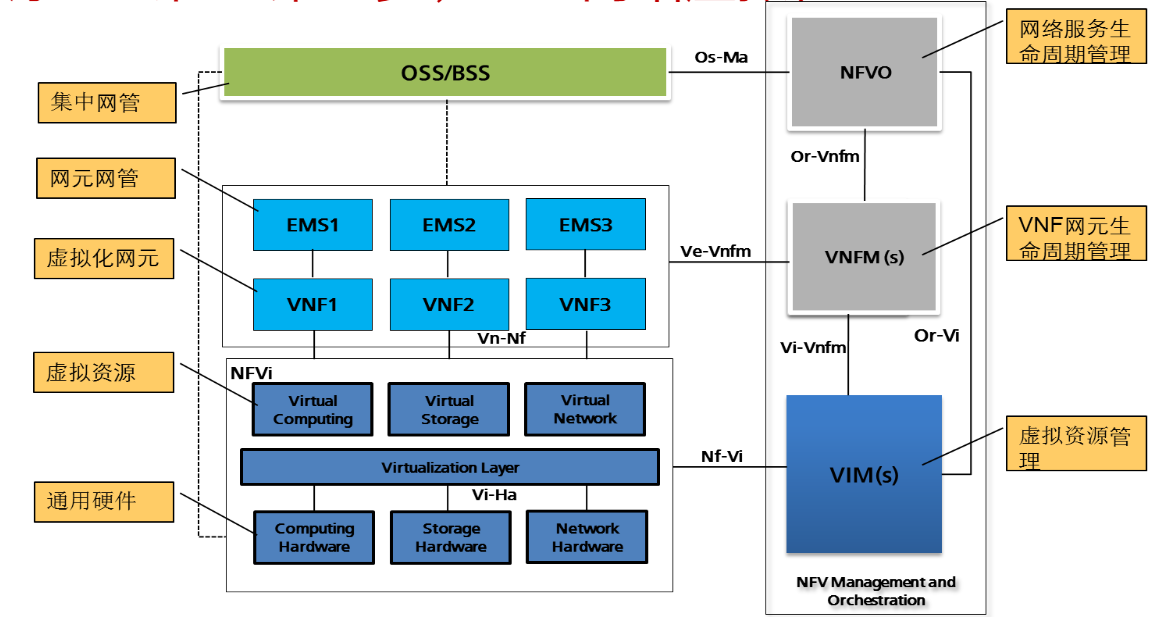 网络服务生
命周期管理
Os-Ma
OSS/BSS
NFVO
集中网管
Or-Vnfm
网元网管
EMS1
EMS2
EMS3
VNF网元生
命周期管理
Ve-Vnfm
VNFM (s)
虚拟化网元
VNF1
VNF2
VNF3
Vn-Nf
Vi-Vnfm
Or-Vi
NFVi
虚拟资源
Virtual
Computing
Virtual
Storage
Virtual
Network
虚拟资源管
理
Nf-Vi
Virtualization Layer
VIM(s)
Vi-Ha
通用硬件
Computing
Hardware
Storage
Hardware
Network
Hardware
NFV Management and
Orchestration